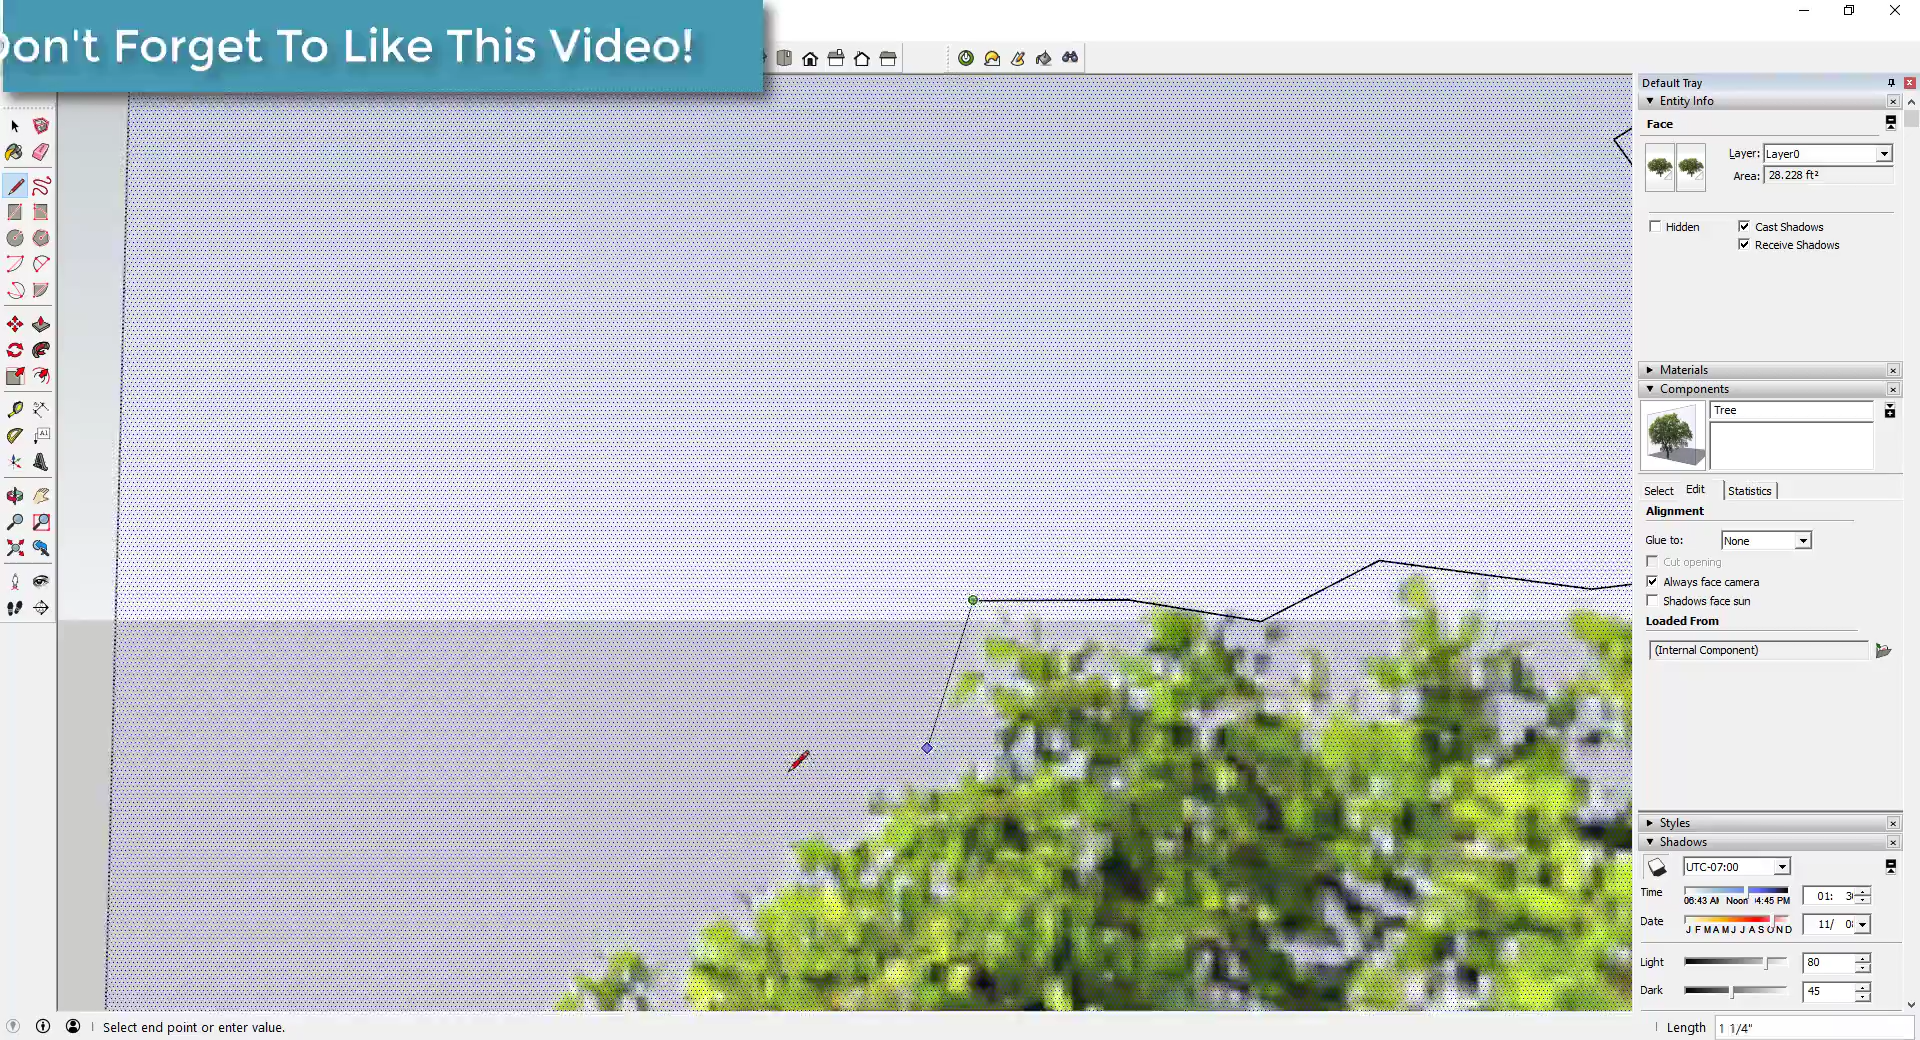 on't Forget To Like This Video!
Default Tray
Entity Info
Face
Layer: Layer0
Area: 28.228 ft²
Hidden
Cast Shadows
Receive Shadows
Materials
Components
Tree
Select Edit Statistics
Alignment
Glue to: None
Cut opening
Always face camera
Shadows face sun
Loaded From
(Internal Component)
Styles
Shadows
UTC-07:00
Time
06:43 Noon 04:45 PM
01:
Date
J F M A M J J A S O N D
11/
Light 80
Dark 45
Select end point or enter value.
Length 1 1/4"